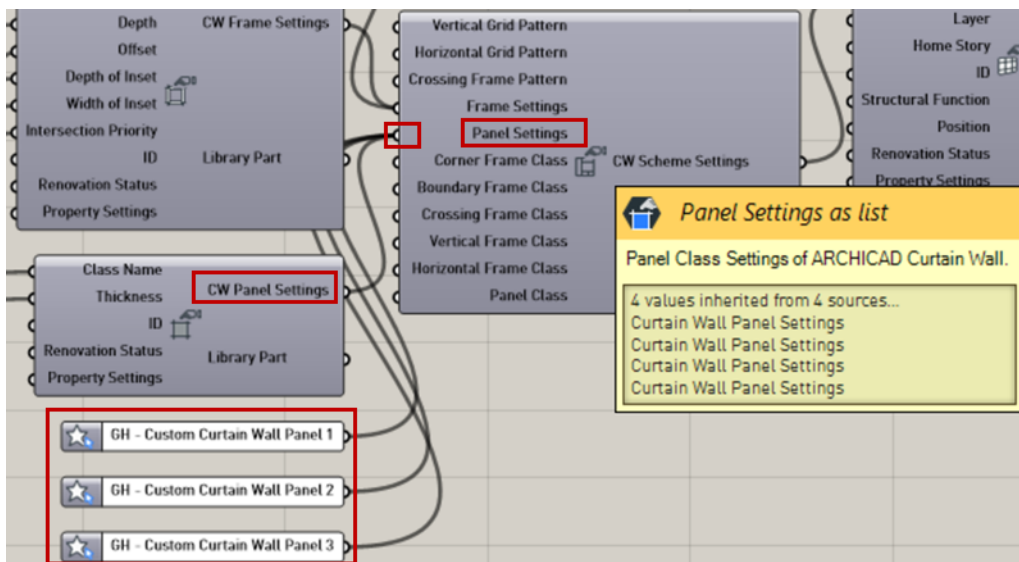 Depth
Offset
Depth of Inset
Width of Inset
Intersection Priority
ID
Renovation Status
Property Settings
CW Frame Settings
Library Part
Class Name
Thickness
ID
Renovation Status
Property Settings
CW Panel Settings
Library Part
GH - Custom Curtain Wall Panel 1
GH - Custom Curtain Wall Panel 2
GH - Custom Curtain Wall Panel 3
Vertical Grid Pattern
Horizontal Grid Pattern
Crossing Frame Pattern
Frame Settings
Panel Settings
Corner Frame Class
Boundary Frame Class
Crossing Frame Class
Vertical Frame Class
Horizontal Frame Class
Panel Class
CW Scheme Settings
Layer
Home Story
ID
Structural Function
Position
Renovation Status
Property Settings
Panel Settings as list
Panel Class Settings of ARCHICAD Curtain Wall.
4 values inherited from 4 sources...
Curtain Wall Panel Settings
Curtain Wall Panel Settings
Curtain Wall Panel Settings
Curtain Wall Panel Settings